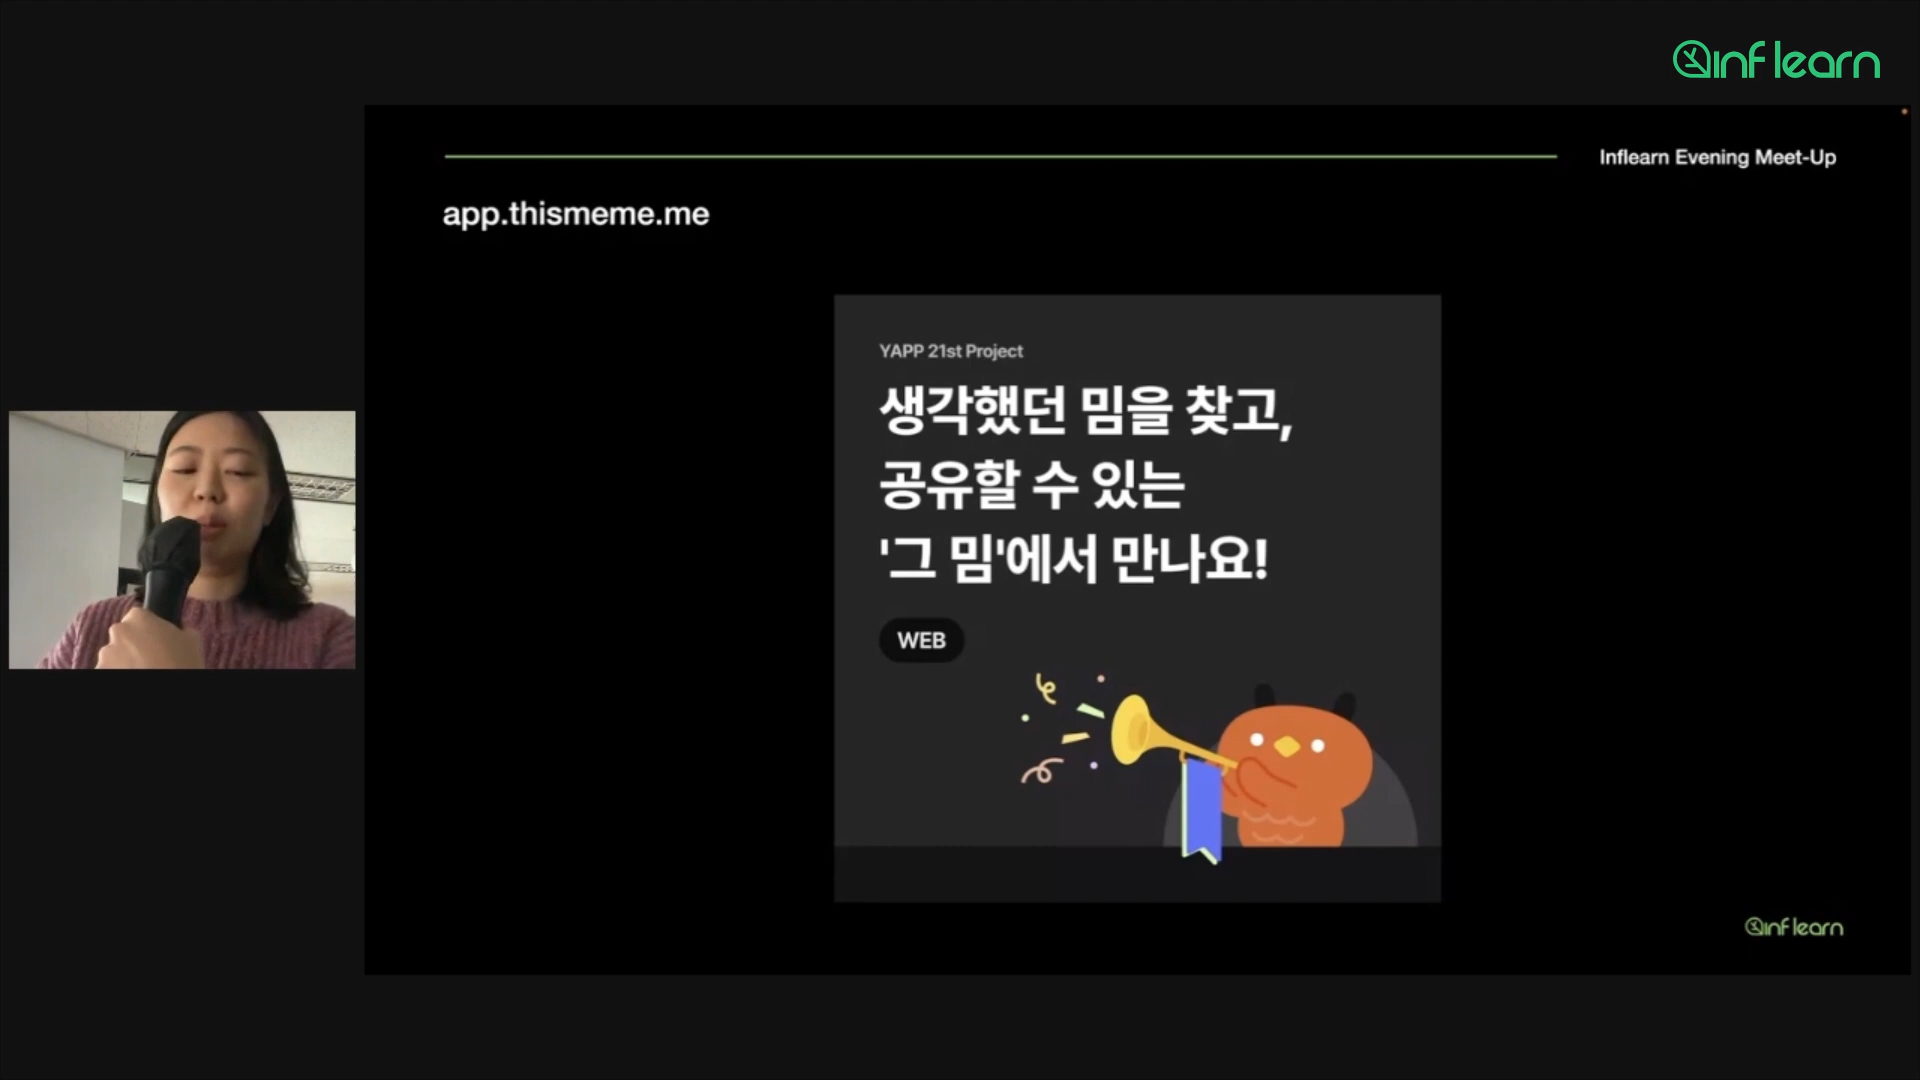 inflearn
Inflearn Evening Meet-Up
app.thismeme.me
YAPP 21st Project
생각했던 밈을 찾고,
공유할 수 있는
'그 밈'에서 만나요!
WEB
inflearn